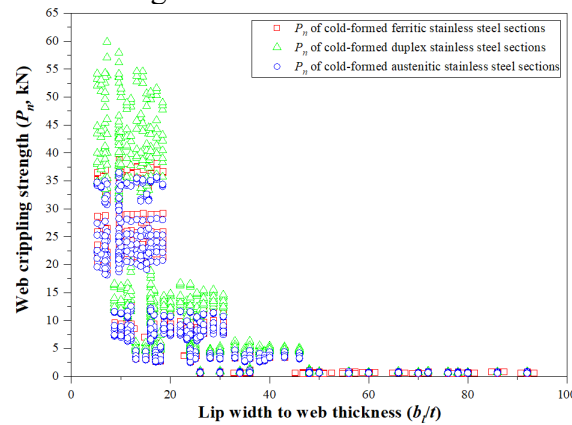 Pn of cold-formed ferritic stainless steel sections
Pn of cold-formed duplex stainless steel sections
Pn of cold-formed austenitic stainless steel sections
Web crippling strength (Pn, kN)
65
60
55
50
45
40
35
30
25
20
15
10
5
0
0 20 40 60 80 100
Lip width to web thickness (bl/t)